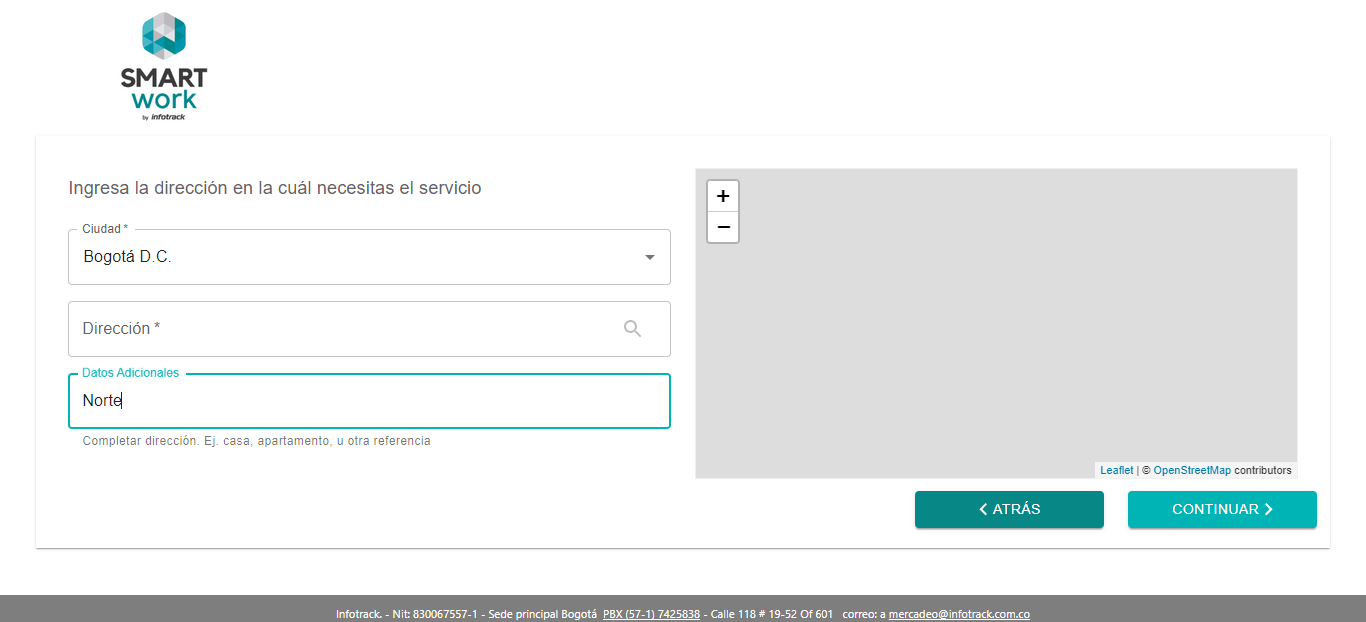 SMART
work
by infotrack
Ingresa la dirección en la cuál necesitas el servicio
Ciudad *
Bogotá D.C.
Dirección *
Datos Adicionales
Norte
Completar dirección. Ej. casa, apartamento, u otra referencia
+
−
Leaflet | © OpenStreetMap contributors
ATRÁS
CONTINUAR
Infotrack. - Nit: 830067557-1 - Sede principal Bogotá PBX (57-1) 7425838 - Calle 118 # 19-52 Of 601 correo: a mercadeo@infotrack.com.co